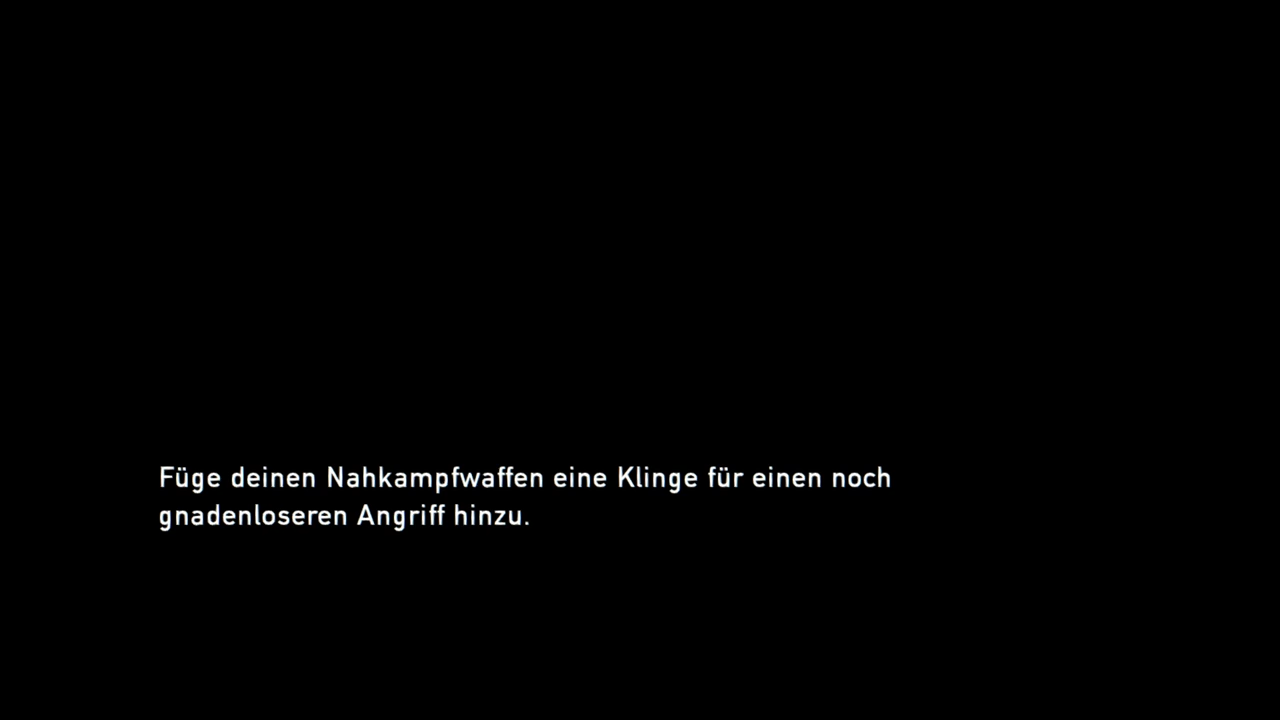 Füge deinen Nahkampfwaffen eine Klinge für einen noch
gnadenloseren Angriff hinzu.